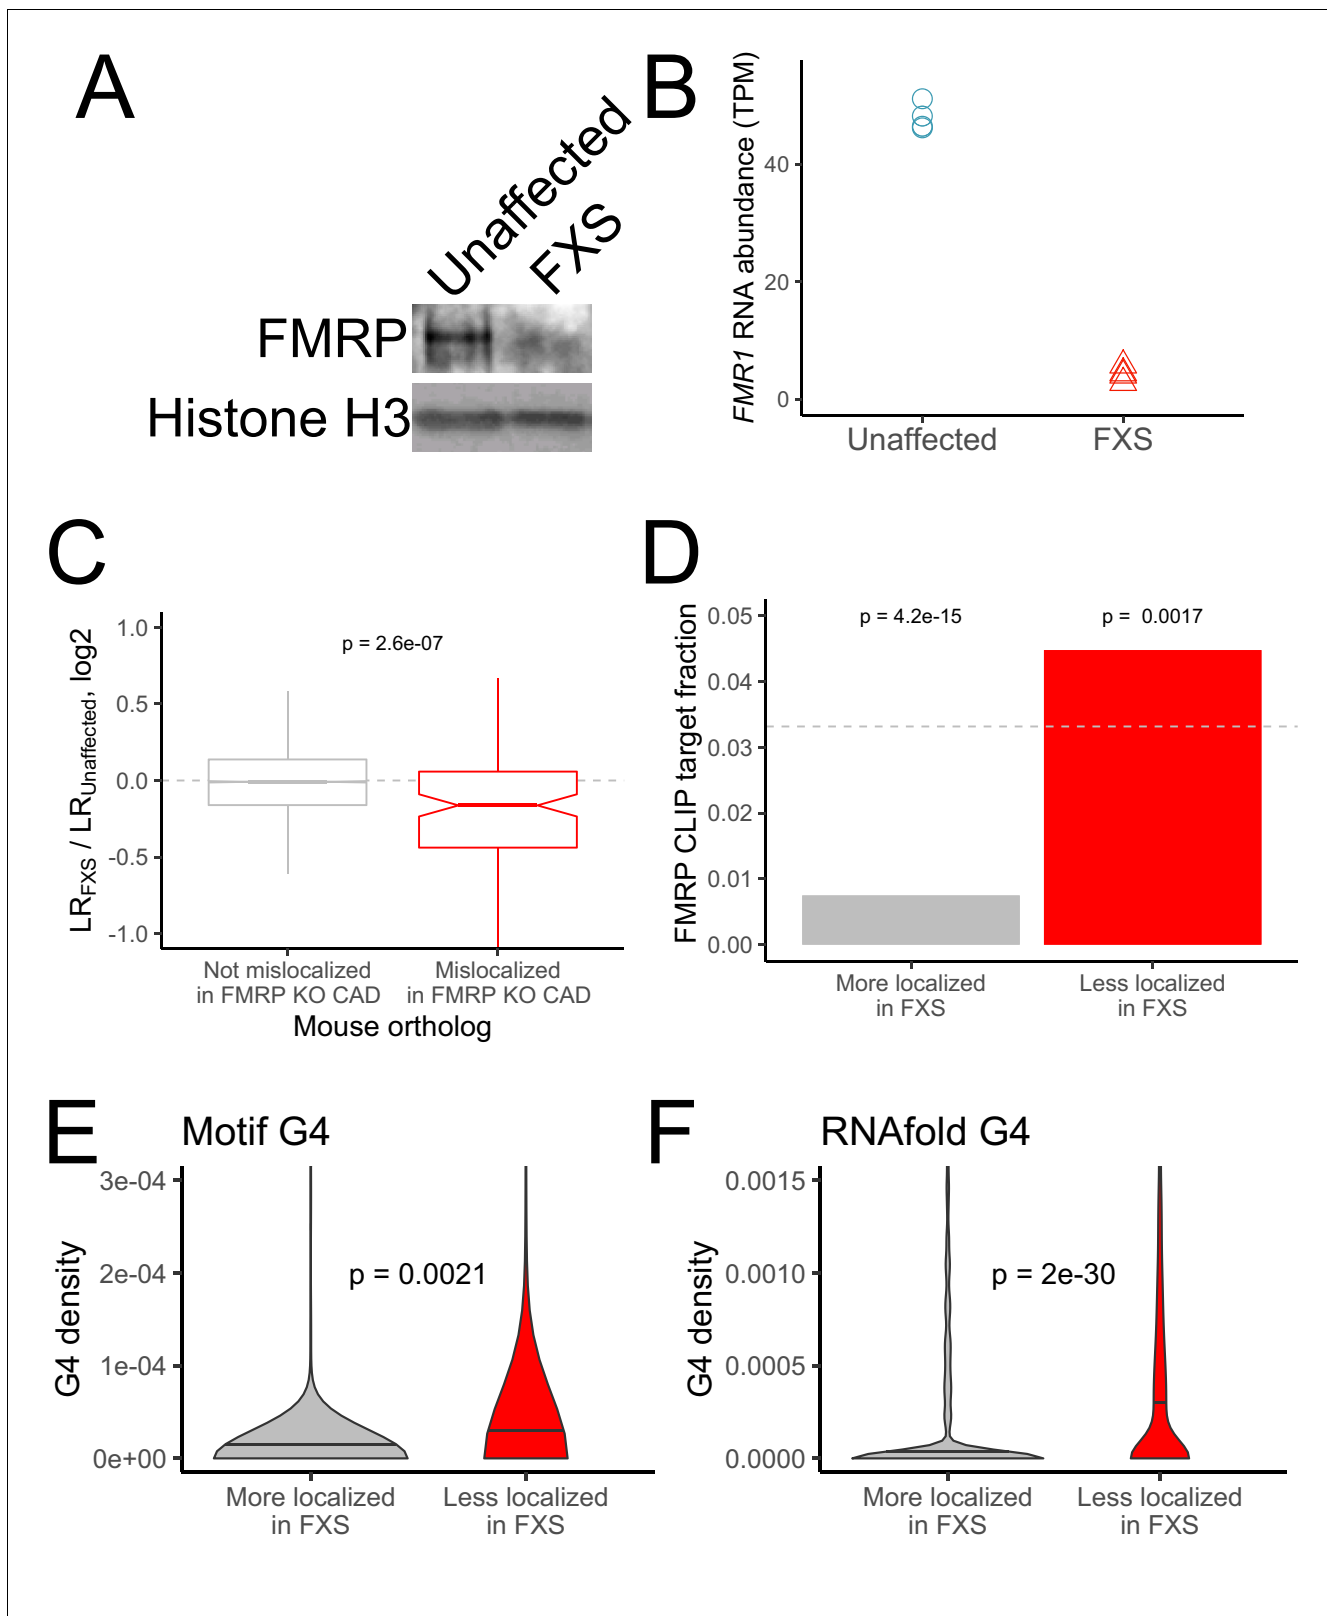 A
Unaffected
FXS
FMRP
Histone H3
B
FMR1 RNA abundance (TPM)
40
20
0
Unaffected
FXS
C
LRFXS / LRUnaffected, log2
1.0
0.5
0.0
-0.5
-1.0
p = 2.6e-07
Not mislocalized
in FMRP KO CAD
Mislocalized
in FMRP KO CAD
Mouse ortholog
D
FMRP CLIP target fraction
0.05
0.04
0.03
0.02
0.01
0.00
p = 4.2e-15
p = 0.0017
More localized
in FXS
Less localized
in FXS
E
Motif G4
G4 density
3e-04
2e-04
1e-04
0e+00
p = 0.0021
More localized
in FXS
Less localized
in FXS
F
RNAfold G4
G4 density
0.0015
0.0010
0.0005
0.0000
p = 2e-30
More localized
in FXS
Less localized
in FXS